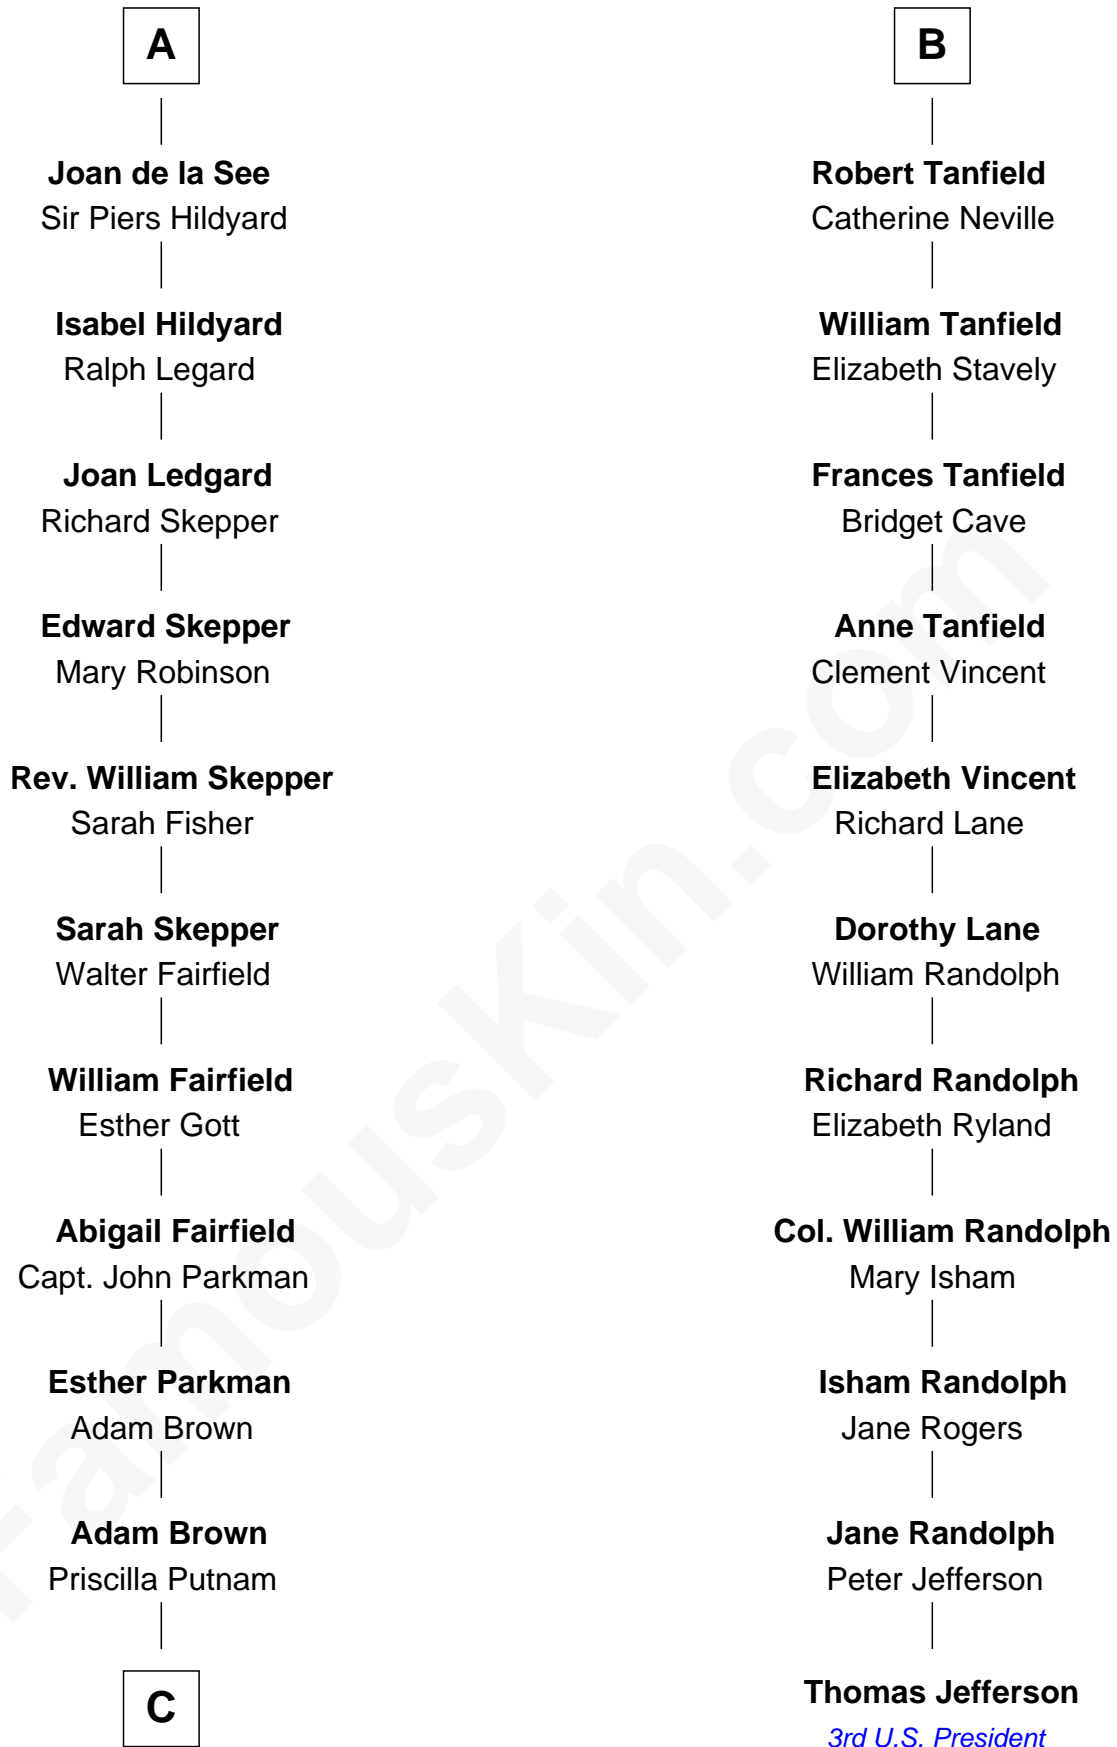 A
Joan de la See
Sir Piers Hildyard
Isabel Hildyard
Ralph Legard
Joan Ledgard
Richard Skepper
Edward Skepper
Mary Robinson
Rev. William Skepper
Sarah Fisher
Sarah Skepper
Walter Fairfield
William Fairfield
Esther Gott
Abigail Fairfield
Capt. John Parkman
Esther Parkman
Adam Brown
Adam Brown
Priscilla Putnam
C
B
Robert Tanfield
Catherine Neville
William Tanfield
Elizabeth Stavely
Frances Tanfield
Bridget Cave
Anne Tanfield
Clement Vincent
Elizabeth Vincent
Richard Lane
Dorothy Lane
William Randolph
Richard Randolph
Elizabeth Ryland
Col. William Randolph
Mary Isham
Isham Randolph
Jane Rogers
Jane Randolph
Peter Jefferson
Thomas Jefferson
3rd U.S. President
FamousKin.com